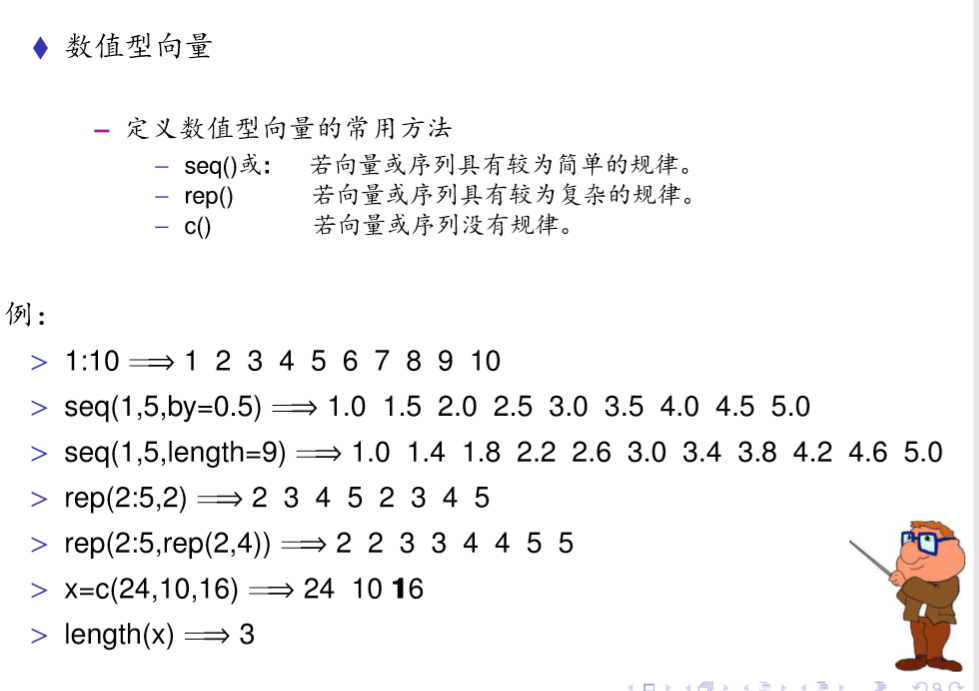 数值型向量
– 定义数值型向量的常用方法
– seq()或: 若向量或序列具有较为简单的规律。
– rep() 若向量或序列具有较为复杂的规律。
– c() 若向量或序列没有规律。
例:
> 1:10 ⟹ 1 2 3 4 5 6 7 8 9 10
> seq(1,5,by=0.5) ⟹ 1.0 1.5 2.0 2.5 3.0 3.5 4.0 4.5 5.0
> seq(1,5,length=9) ⟹ 1.0 1.4 1.8 2.2 2.6 3.0 3.4 3.8 4.2 4.6 5.0
> rep(2:5,2) ⟹ 2 3 4 5 2 3 4 5
> rep(2:5,rep(2,4)) ⟹ 2 2 3 3 4 4 5 5
> x=c(24,10,16) ⟹ 24 10 16
> length(x) ⟹ 3